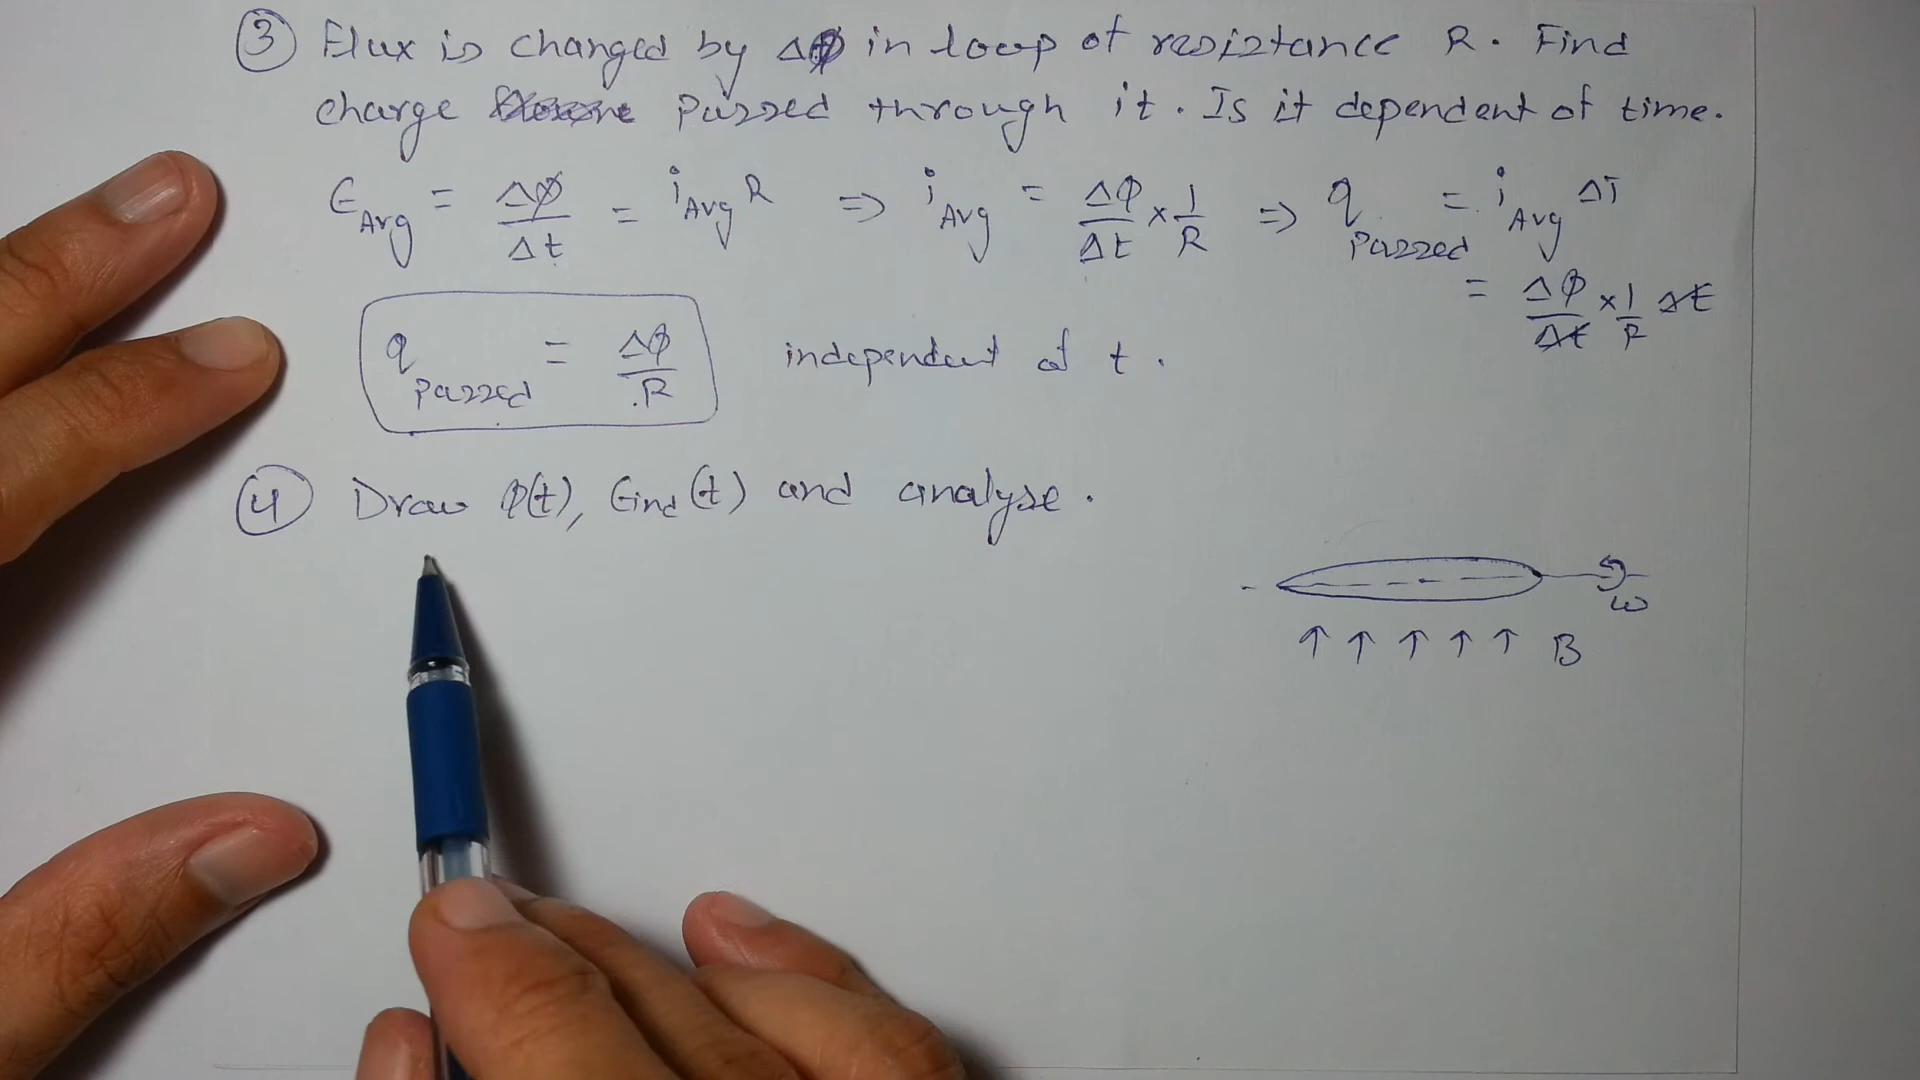 ③ Flux is changed by Δϕ in loop of resistance R. Find
charge passed through it. Is it dependent of time.
E_Avg = Δϕ/Δt = i_Avg R ⇒ i_Avg = Δϕ/Δt × 1/R ⇒ q_passed = i_Avg ΔT
= Δϕ/Δt × 1/R Δt
q_passed = Δϕ/R independent of t.
④ Draw ϕ(t), E_ind(t) and analyse.
ω
↑ ↑ ↑ ↑ ↑ B